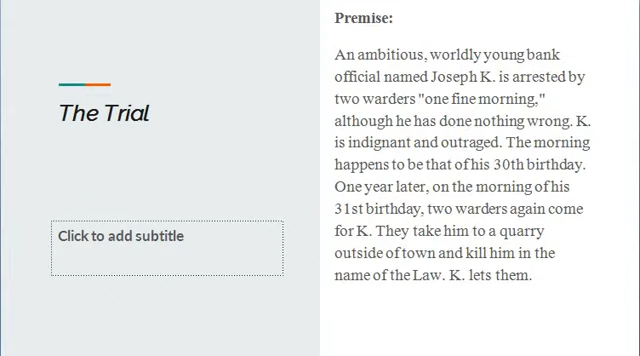 The Trial
Click to add subtitle
Premise:
An ambitious, worldly young bank
official named Joseph K. is arrested by
two warders "one fine morning,"
although he has done nothing wrong. K.
is indignant and outraged. The morning
happens to be that of his 30th birthday.
One year later, on the morning of his
31st birthday, two warders again come
for K. They take him to a quarry
outside of town and kill him in the
name of the Law. K. lets them.